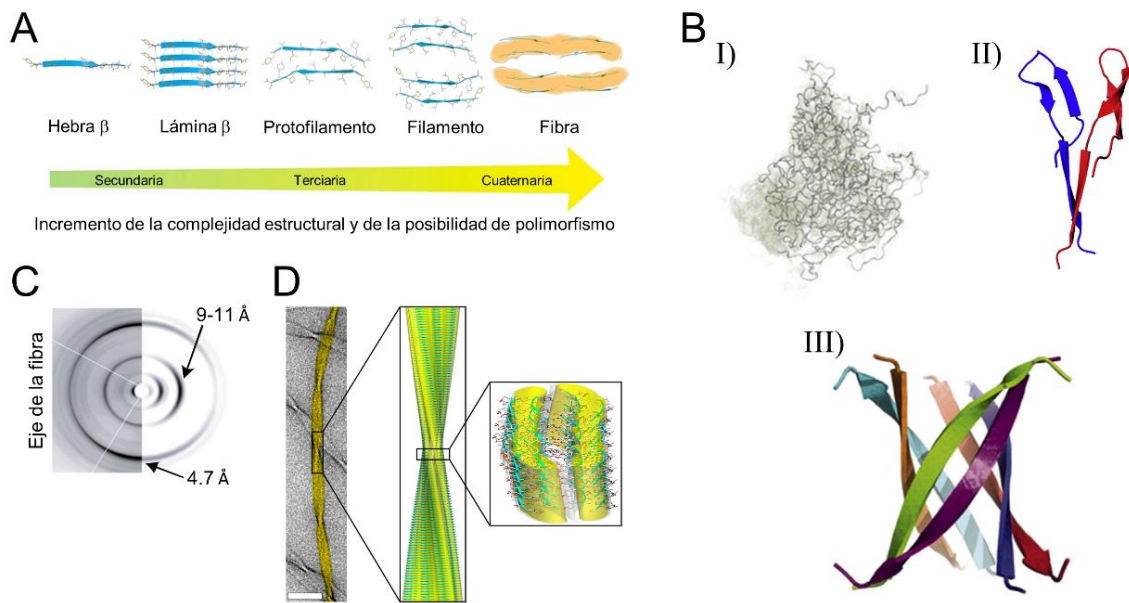 A
Hebra β
Lámina β
Protofilamento
Filamento
Fibra
Secundaria
Terciaria
Cuaternaria
Incremento de la complejidad estructural y de la posibilidad de polimorfismo
B
I)
II)
III)
C
Eje de la fibra
9-11 Å
4.7 Å
D